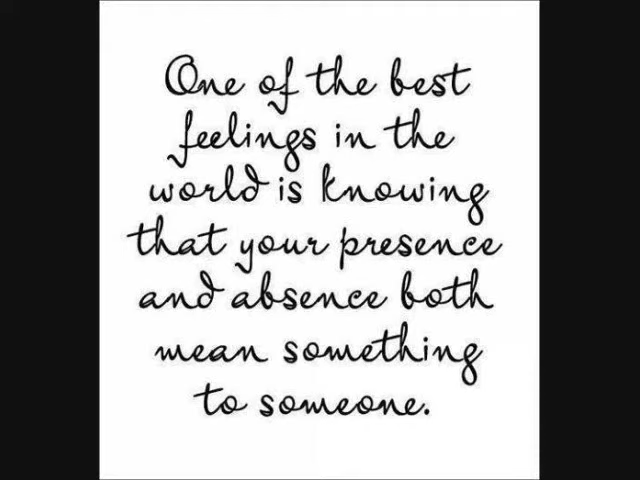 One of the best
feelings in the
world is knowing
that your presence
and absence both
mean something
to someone.